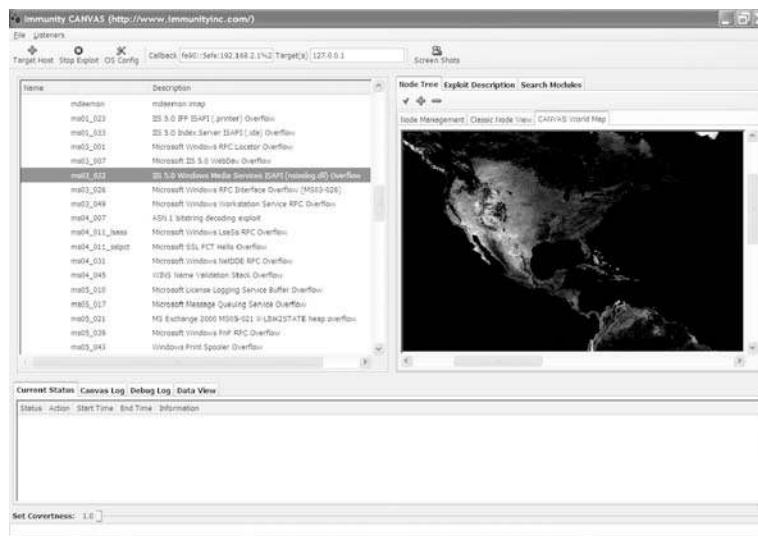 Immunity CANVAS (http://www.immunityinc.com/)
File Listeners
Target Host Stop Exploit OS Config Callback Target(s) 127.0.0.1 Screen Shots
Name Description
mdaemon mdaemon imap
ms01_023 IIS 5.0 IPP ISAPI (.printer) Overflow
ms01_033 IIS 5.0 Index Server ISAPI (.ida) Overflow
ms03_001 Microsoft Windows RPC Locator Overflow
ms03_007 Microsoft IIS 5.0 WebDav Overflow
ms03_022 IIS 5.0 Windows Media Services ISAPI (nsiislog.dll) Overflow
ms03_026 Microsoft Windows RPC Interface Overflow (MS03-026)
ms03_049 Microsoft Windows Workstation Service RPC Overflow
ms04_007 ASN.1 bitstring decoding exploit
ms04_011_lsass Microsoft Windows LseSs RPC Overflow
ms04_011_sslpct Microsoft SSL PCT Hello Overflow
ms04_031 Microsoft Windows NetDDE RPC Overflow
ms04_045 WINS Name Validation Stack Overflow
ms05_010 Microsoft License Logging Service Buffer Overflow
ms05_017 Microsoft Message Queuing Service Overflow
ms05_021 MS Exchange 2000 MS05-021 X-LINK2STATE heap overflow
ms05_039 Microsoft Windows PnP RPC Overflow
ms05_043 Windows Print Spooler Overflow
Node Tree Exploit Description Search Modules
Node Management Classic Node View CANVAS World Map
Current Status Canvas Log Debug Log Data View
Status Action Start Time End Time Information
Set Covertness: 1.0